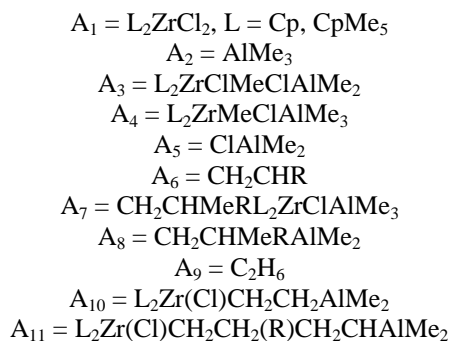 A₁ = L₂ZrCl₂, L = Cp, CpMe₅
A₂ = AlMe₃
A₃ = L₂ZrClMeClAlMe₂
A₄ = L₂ZrMeClAlMe₃
A₅ = ClAlMe₂
A₆ = CH₂CHR
A₇ = CH₂CHMeRL₂ZrClAlMe₃
A₈ = CH₂CHMeRAlMe₂
A₉ = C₂H₆
A₁₀ = L₂Zr(Cl)CH₂CH₂AlMe₂
A₁₁ = L₂Zr(Cl)CH₂CH₂(R)CH₂CHAlMe₂